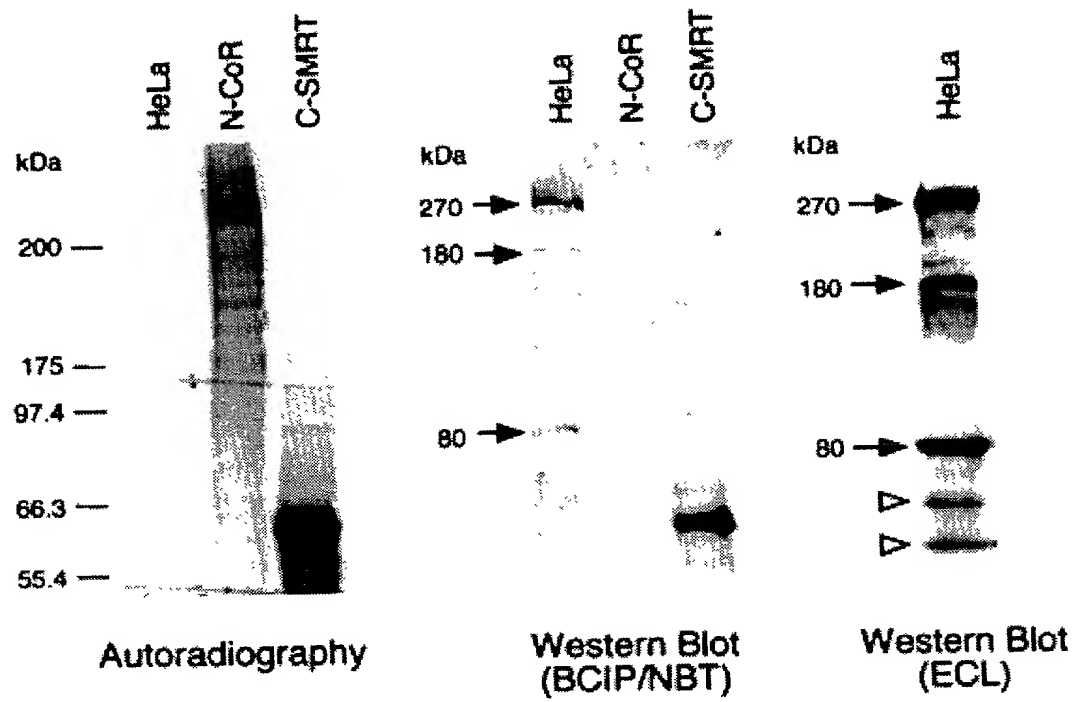 HeLa
N-CoR
C-SMRT
kDa
200
175
97.4
66.3
55.4
Autoradiography
HeLa
N-CoR
C-SMRT
kDa
270
180
80
Western Blot
(BCIP/NBT)
HeLa
kDa
270
180
80
Western Blot
(ECL)